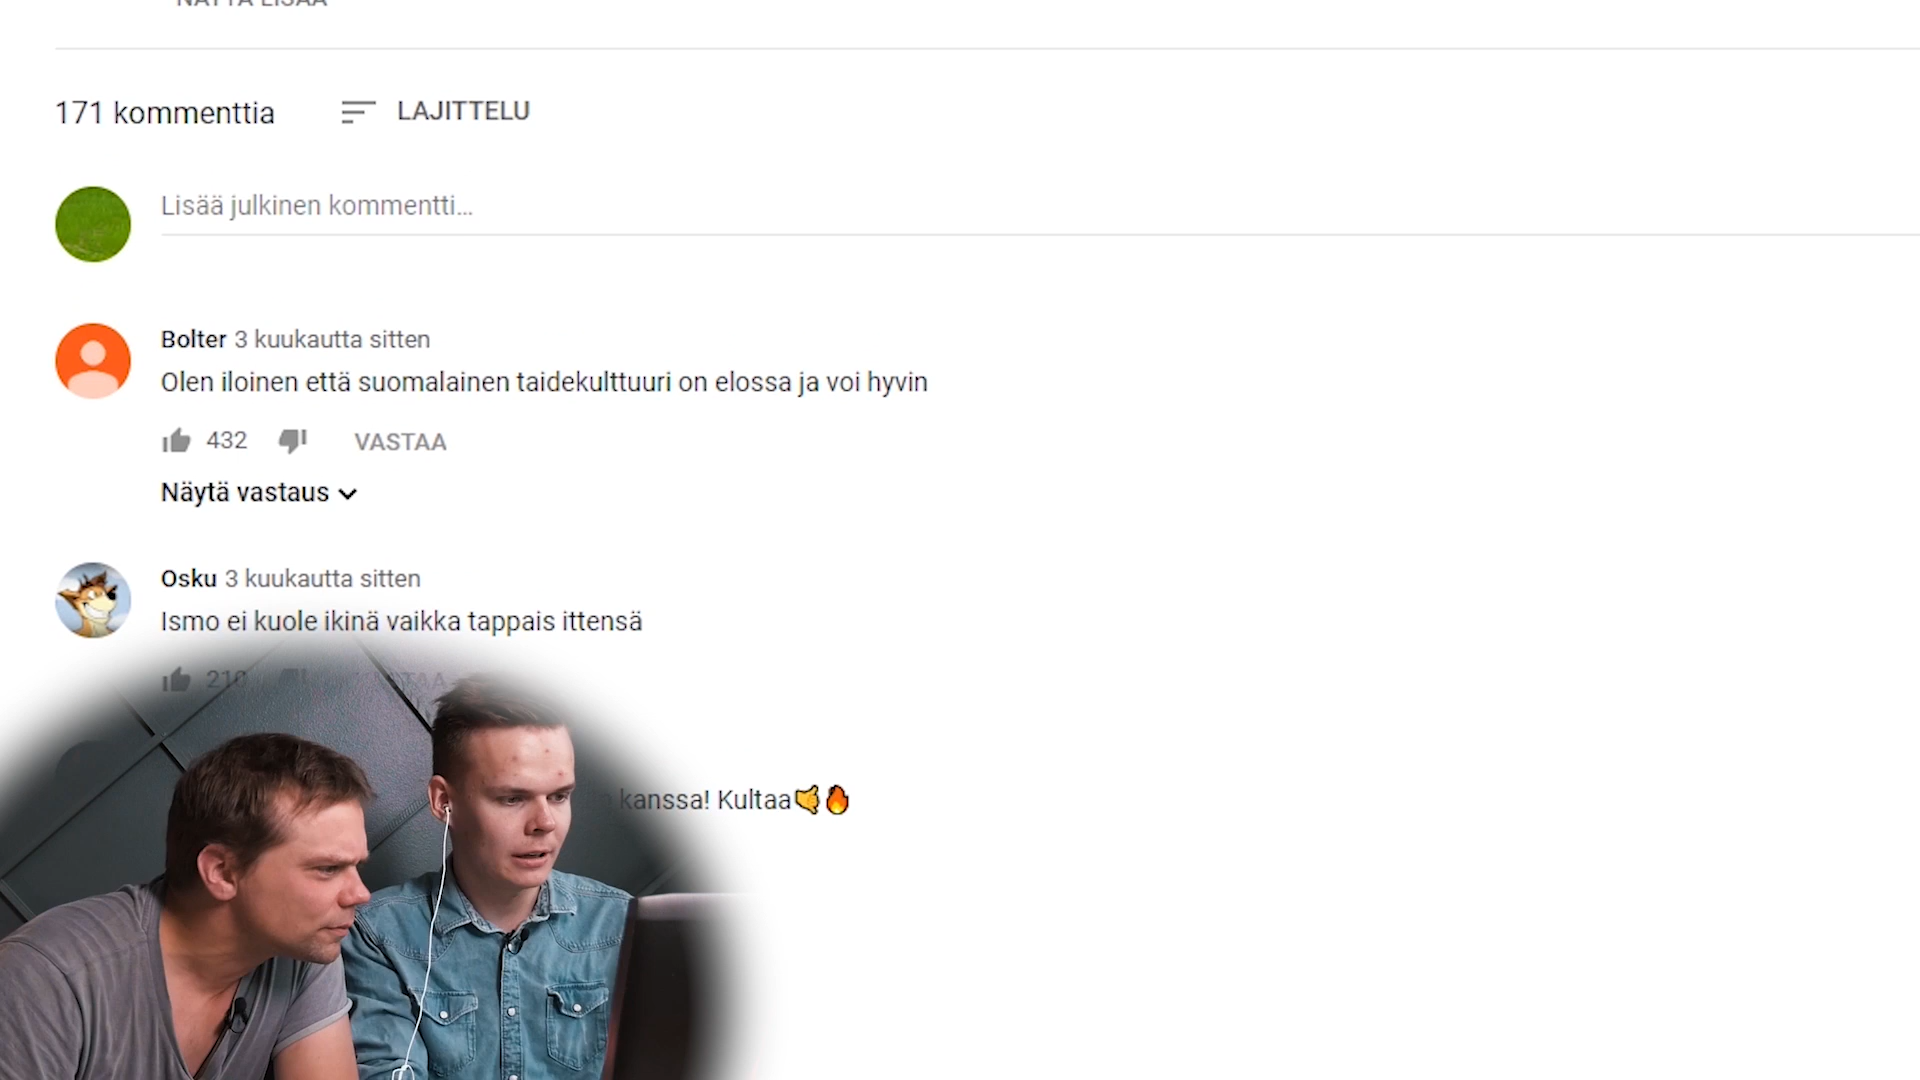 NÄYTÄ LISÄÄ
171 kommenttia LAJITTELU
Lisää julkinen kommentti...
Bolter 3 kuukautta sitten
Olen iloinen että suomalainen taidekulttuuri on elossa ja voi hyvin
432 VASTAA
Näytä vastaus
Osku 3 kuukautta sitten
Ismo ei kuole ikinä vaikka tappais ittensä
210
kanssa! Kultaa🤙🔥